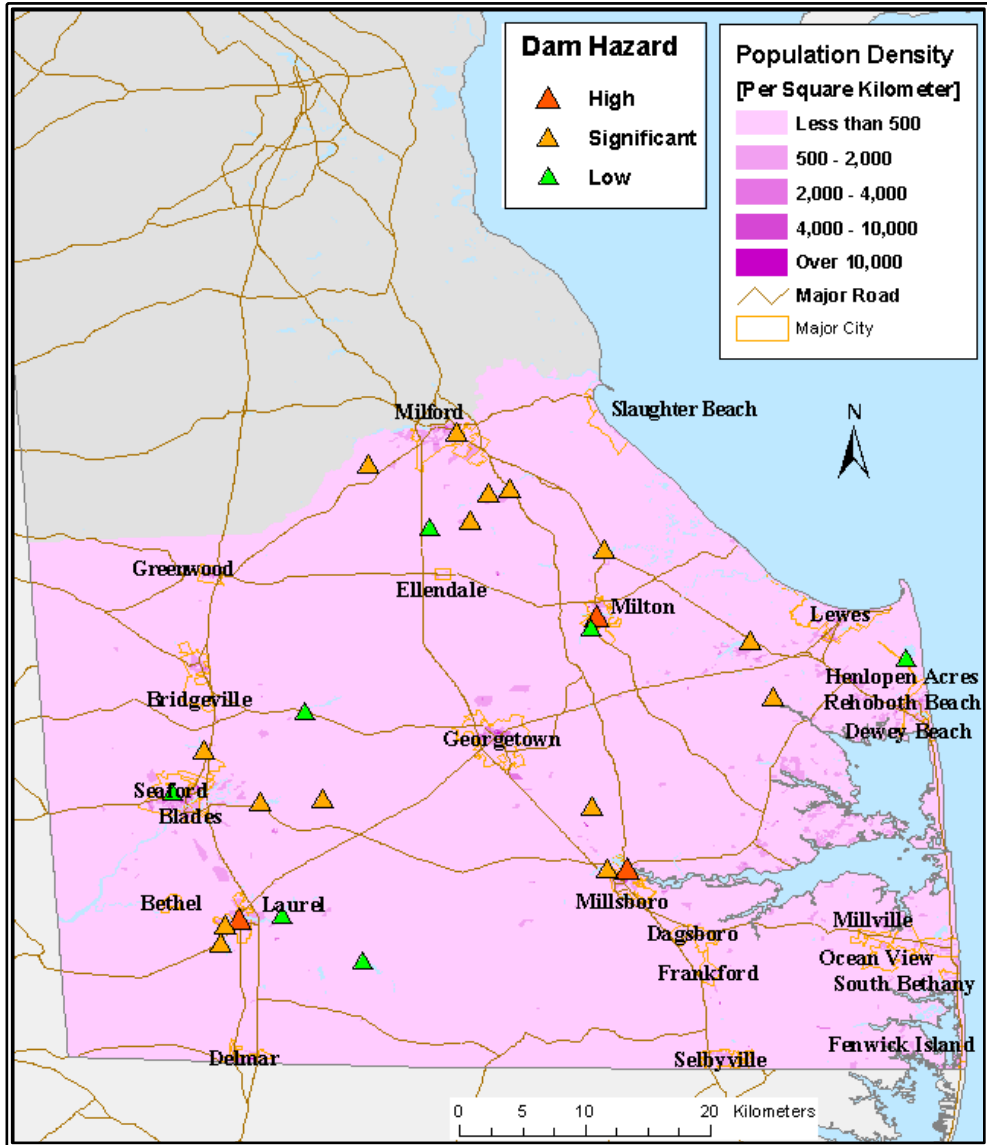 Dam Hazard
High
Significant
Low
Population Density
[Per Square Kilometer]
Less than 500
500 - 2,000
2,000 - 4,000
4,000 - 10,000
Over 10,000
Major Road
Major City
Milford
Slaughter Beach
N
Greenwood
Ellendale
Milton
Lewes
Henlopen Acres
Bridgeville
Rehoboth Beach
Georgetown
Dewey Beach
Seaford
Blades
Bethel
Laurel
Millsboro
Millville
Dagsboro
Ocean View
Frankford
South Bethany
Delmar
Selbyville
Fenwick Island
0 5 10 20 Kilometers